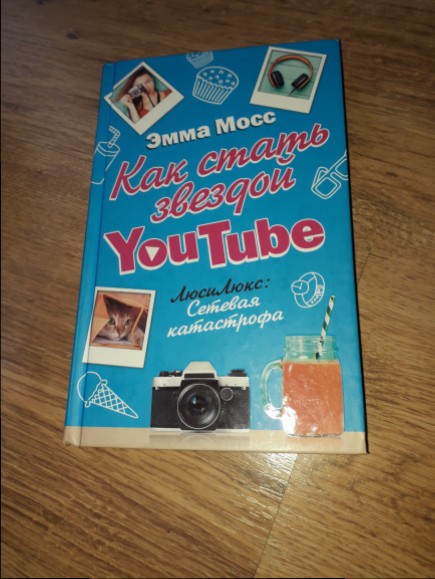 Эмма Мосс
Как стать
звездой
YouTube
ЛюсиЛюкс:
Сетевая
катастрофа